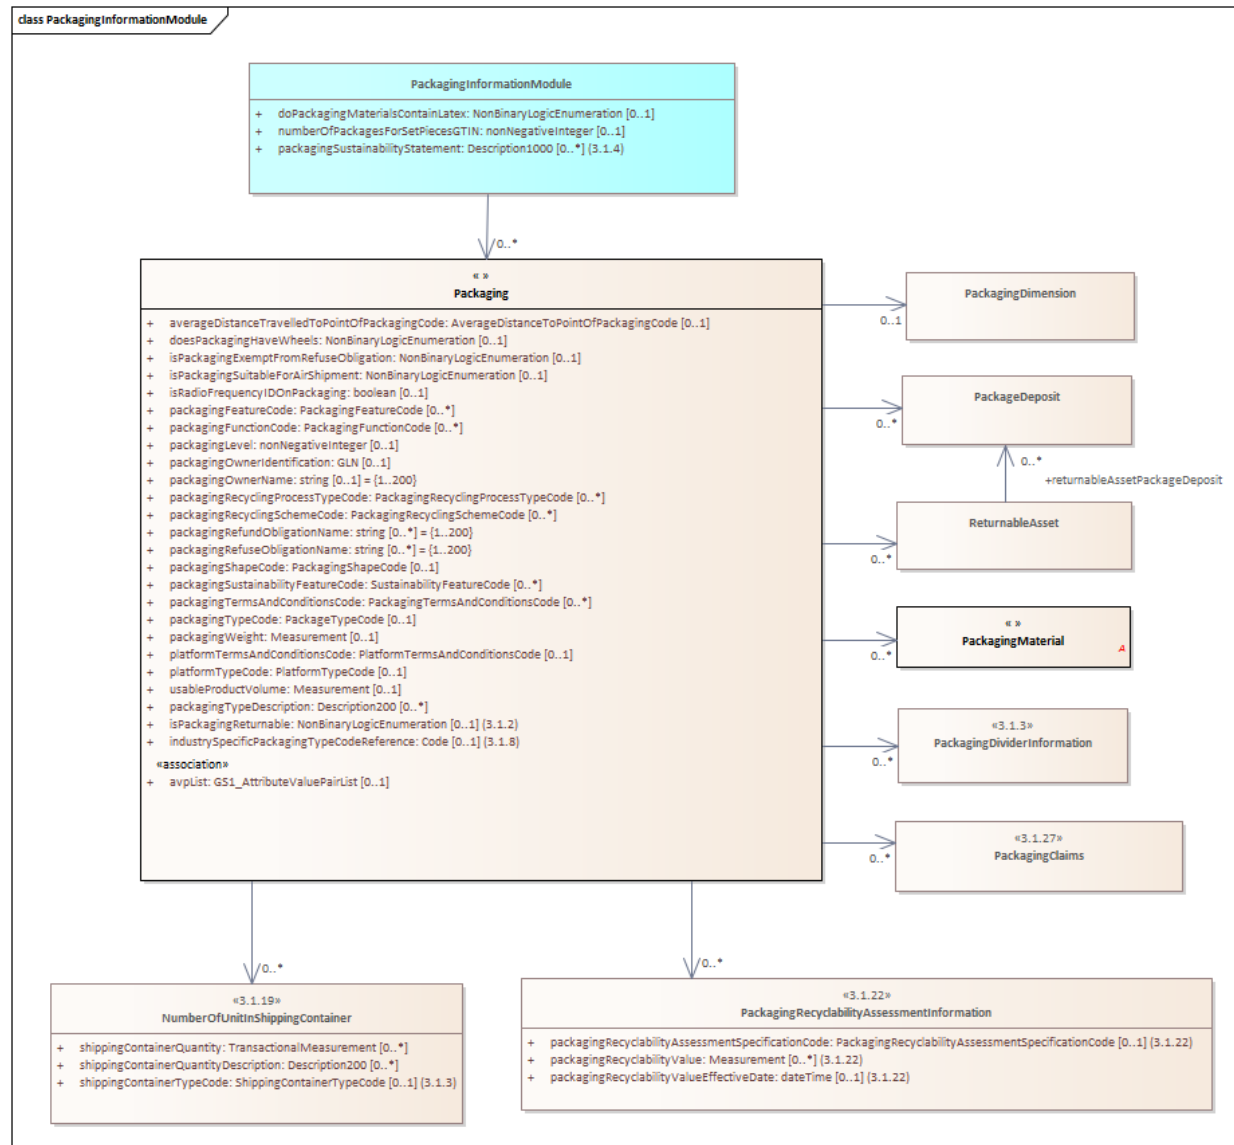 class PackagingInformationModule
PackagingInformationModule
+ doPackagingMaterialsContainLatex: NonBinaryLogicEnumeration [0..1]
+ numberOfPackagesForSetPiecesGTIN: nonNegativeInteger [0..1]
+ packagingSustainabilityStatement: Description1000 [0..*] (3.1.4)
0..*
« »
Packaging
+ averageDistanceTravelledToPointOfPackagingCode: AverageDistanceToPointOfPackagingCode [0..1]
+ doesPackagingHaveWheels: NonBinaryLogicEnumeration [0..1]
+ isPackagingExemptFromRefuseObligation: NonBinaryLogicEnumeration [0..1]
+ isPackagingSuitableForAirShipment: NonBinaryLogicEnumeration [0..1]
+ isRadioFrequencyIDOnPackaging: boolean [0..1]
+ packagingFeatureCode: PackagingFeatureCode [0..*]
+ packagingFunctionCode: PackagingFunctionCode [0..*]
+ packagingLevel: nonNegativeInteger [0..1]
+ packagingOwnerIdentification: GLN [0..1]
+ packagingOwnerName: string [0..1] = {1..200}
+ packagingRecyclingProcessTypeCode: PackagingRecyclingProcessTypeCode [0..*]
+ packagingRecyclingSchemeCode: PackagingRecyclingSchemeCode [0..*]
+ packagingRefundObligationName: string [0..*] = {1..200}
+ packagingRefuseObligationName: string [0..*] = {1..200}
+ packagingShapeCode: PackagingShapeCode [0..1]
+ packagingSustainabilityFeatureCode: SustainabilityFeatureCode [0..*]
+ packagingTermsAndConditionsCode: PackagingTermsAndConditionsCode [0..*]
+ packagingTypeCode: PackageTypeCode [0..1]
+ packagingWeight: Measurement [0..1]
+ platformTermsAndConditionsCode: PlatformTermsAndConditionsCode [0..1]
+ platformTypeCode: PlatformTypeCode [0..1]
+ usableProductVolume: Measurement [0..1]
+ packagingTypeDescription: Description200 [0..*]
+ isPackagingReturnable: NonBinaryLogicEnumeration [0..1] (3.1.2)
+ industrySpecificPackagingTypeCodeReference: Code [0..1] (3.1.8)
«association»
+ avpList: GS1_AttributeValuePairList [0..1]
PackagingDimension
0..1
PackageDeposit
0..*
0..*
+returnableAssetPackageDeposit
ReturnableAsset
0..*
« »
PackagingMaterial
A
0..*
«3.1.3»
PackagingDividerInformation
0..*
«3.1.27»
PackagingClaims
0..*
0..*
«3.1.19»
NumberOfUnitInShippingContainer
+ shippingContainerQuantity: TransactionalMeasurement [0..*]
+ shippingContainerQuantityDescription: Description200 [0..*]
+ shippingContainerTypeCode: ShippingContainerTypeCode [0..1] (3.1.3)
0..*
«3.1.22»
PackagingRecyclabilityAssessmentInformation
+ packagingRecyclabilityAssessmentSpecificationCode: PackagingRecyclabilityAssessmentSpecificationCode [0..1] (3.1.22)
+ packagingRecyclabilityValue: Measurement [0..*] (3.1.22)
+ packagingRecyclabilityValueEffectiveDate: dateTime [0..1] (3.1.22)